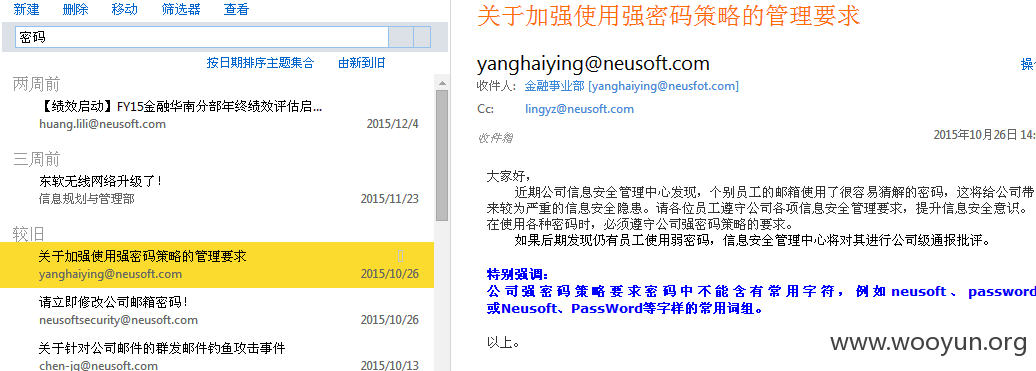 新建 删除 移动 筛选器 查看
密码
按日期排序主题集合 由新到旧
两周前
【绩效启动】FY15金融华南分部年终绩效评估启...
huang.lili@neusoft.com 2015/12/4
三周前
东软无线网络升级了!
信息规划与管理部 2015/11/23
较旧
关于加强使用强密码策略的管理要求
yanghaiying@neusoft.com 2015/10/26
请立即修改公司邮箱密码!
neusoftsecurity@neusoft.com 2015/10/26
关于针对公司邮件的群发邮件钓鱼攻击事件
chen-jg@neusoft.com 2015/10/13
关于加强使用强密码策略的管理要求
yanghaiying@neusoft.com
操
收件人: 金融事业部 [yanghaiying@neusfot.com]
Cc: lingyz@neusoft.com
收件箱 2015年10月26日 14:
大家好,
近期公司信息安全管理中心发现，个别员工的邮箱使用了很容易猜解的密码，这将给公司带
来较为严重的信息安全隐患。请各位员工遵守公司各项信息安全管理要求，提升信息安全意识。
在使用各种密码时，必须遵守公司强密码策略的要求。
如果后期发现仍有员工使用弱密码，信息安全管理中心将对其进行公司级通报批评。
特别强调：
公司强密码策略要求密码中不能含有常用字符，例如neusoft、password
或Neusoft、PassWord等字样的常用词组。
以上。
www.wooyun.org